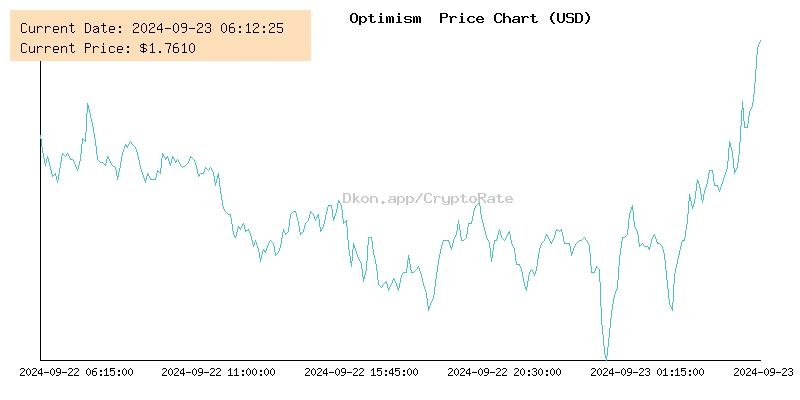 Optimism  Price Chart (USD)
Current Date: 2024-09-23 06:12:25
Current Price: $1.7610
Dkon.app/CryptoRate
2024-09-22 06:15:00 2024-09-22 11:00:00 2024-09-22 15:45:00 2024-09-22 20:30:00 2024-09-23 01:15:00 2024-09-23